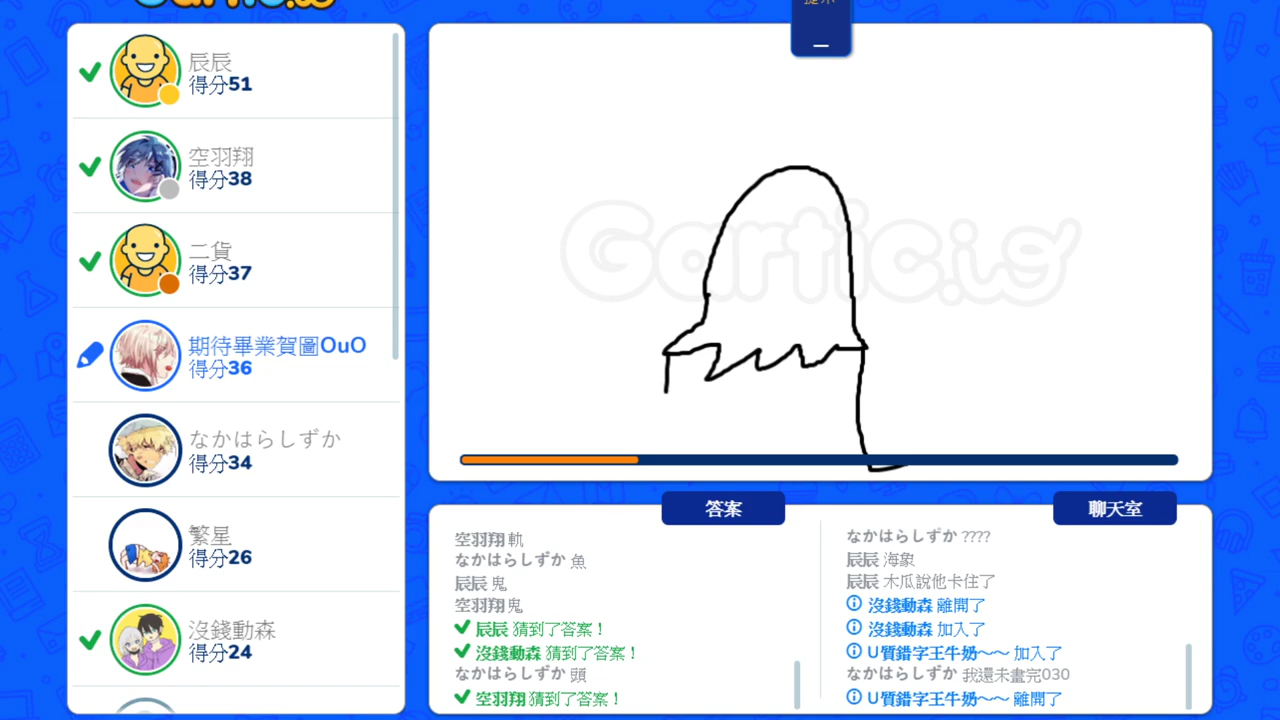 Gartic.io
提示
辰辰
得分51
空羽翔
得分38
二貨
得分37
期待畢業賀圖OuO
得分36
なかはらしずか
得分34
繁星
得分26
沒錢動森
得分24
Gartic.io
答案
空羽翔 軌
なかはらしずか 魚
辰辰 鬼
空羽翔 鬼
辰辰 猜到了答案!
沒錢動森 猜到了答案!
なかはらしずか 頭
空羽翔 猜到了答案!
聊天室
なかはらしずか ????
辰辰 海象
辰辰 木瓜說他卡住了
沒錢動森 離開了
沒錢動森 加入了
U質錯字王牛奶~~ 加入了
なかはらしずか 我還未畫完030
U質錯字王牛奶~~ 離開了